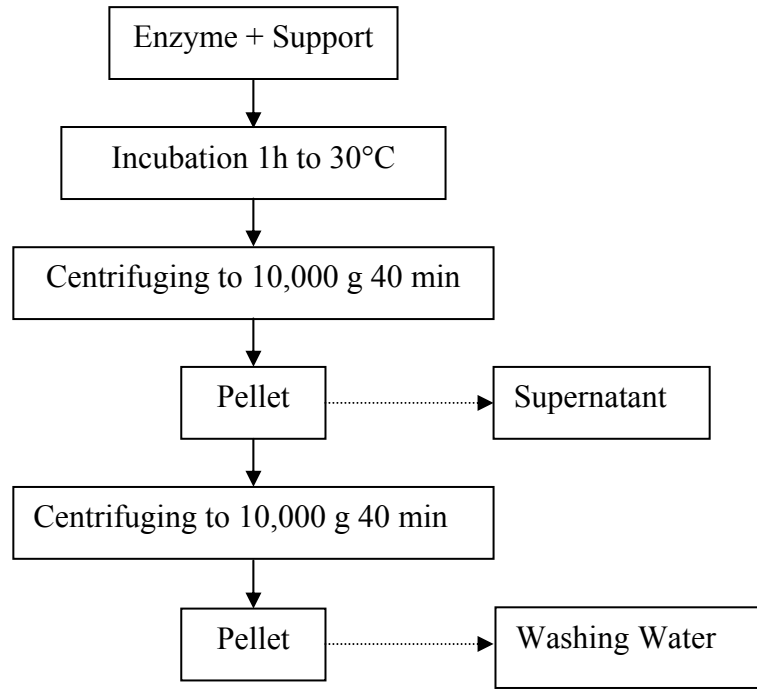 Enzyme + Support
Incubation 1h to 30°C
Centrifuging to 10,000 g 40 min
Pellet
Supernatant
Centrifuging to 10,000 g 40 min
Pellet
Washing Water